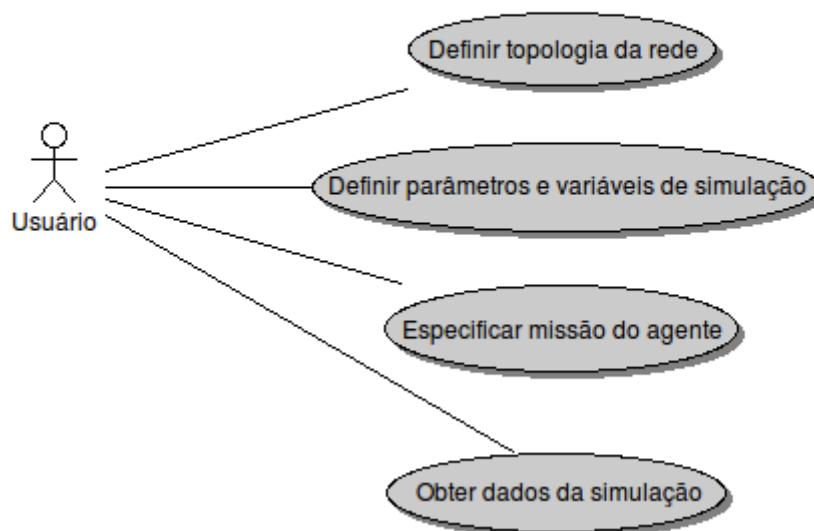 Definir topologia da rede
Usuário
Definir parâmetros e variáveis de simulação
Especificar missão do agente
Obter dados da simulação